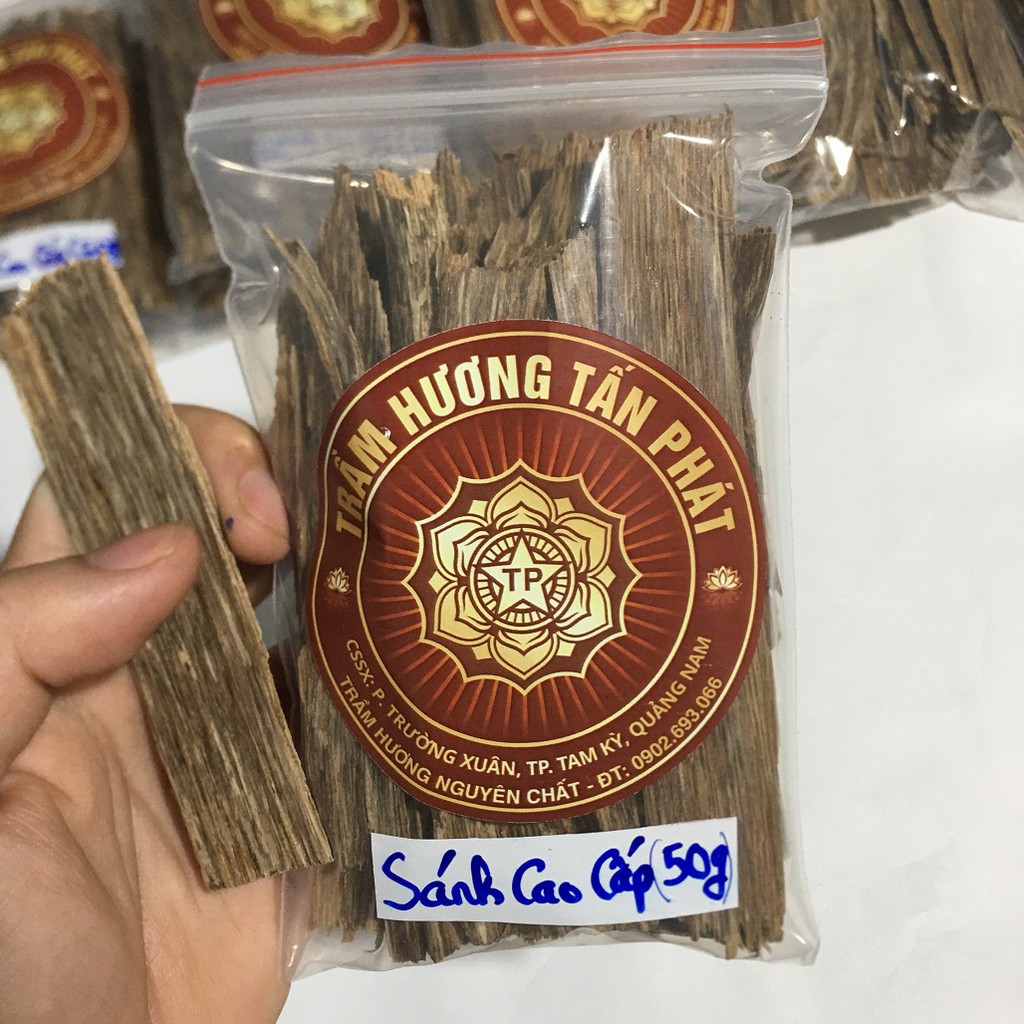 TRẦM HƯƠNG TẤN PHÁT
TP
CSSX: P. TRƯỜNG XUÂN, TP. TAM KỲ, QUẢNG NAM
TRẦM HƯƠNG NGUYÊN CHẤT - ĐT: 0902.693.066
Sánh Cao Cấp (50g)